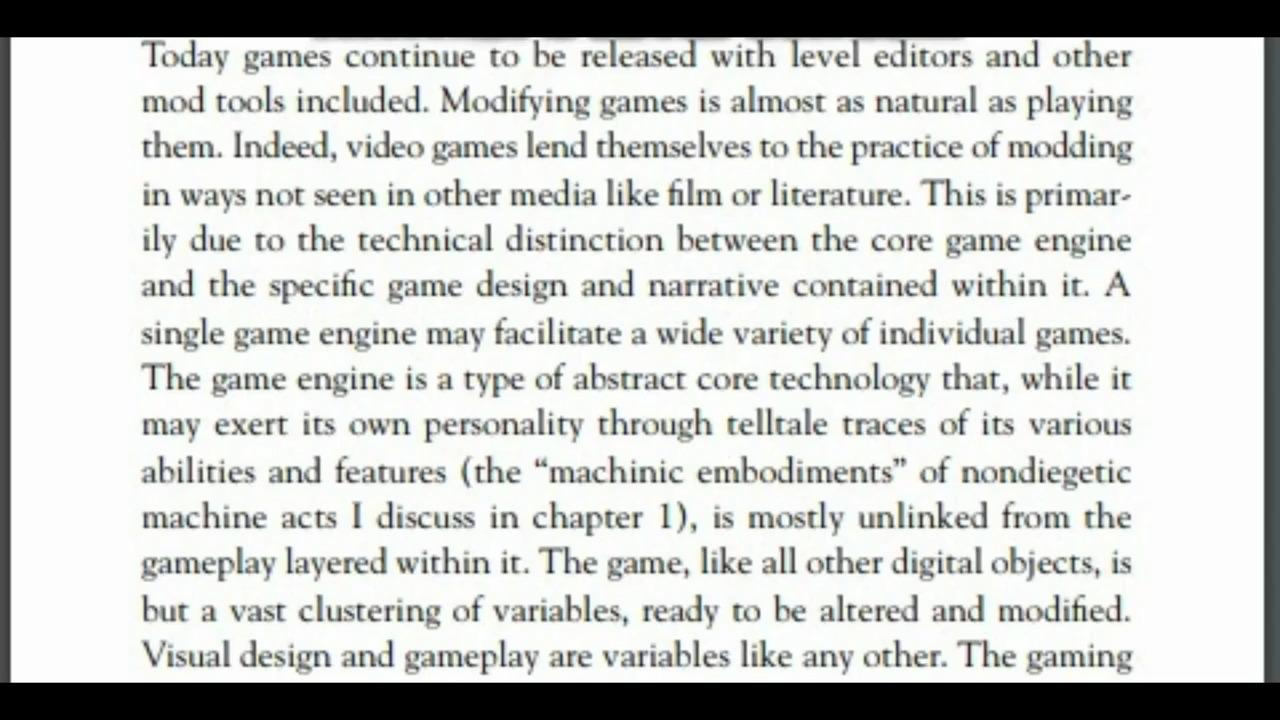 Today games continue to be released with level editors and other
mod tools included. Modifying games is almost as natural as playing
them. Indeed, video games lend themselves to the practice of modding
in ways not seen in other media like film or literature. This is primar-
ily due to the technical distinction between the core game engine
and the specific game design and narrative contained within it. A
single game engine may facilitate a wide variety of individual games.
The game engine is a type of abstract core technology that, while it
may exert its own personality through telltale traces of its various
abilities and features (the “machinic embodiments” of nondiegetic
machine acts I discuss in chapter 1), is mostly unlinked from the
gameplay layered within it. The game, like all other digital objects, is
but a vast clustering of variables, ready to be altered and modified.
Visual design and gameplay are variables like any other. The gaming